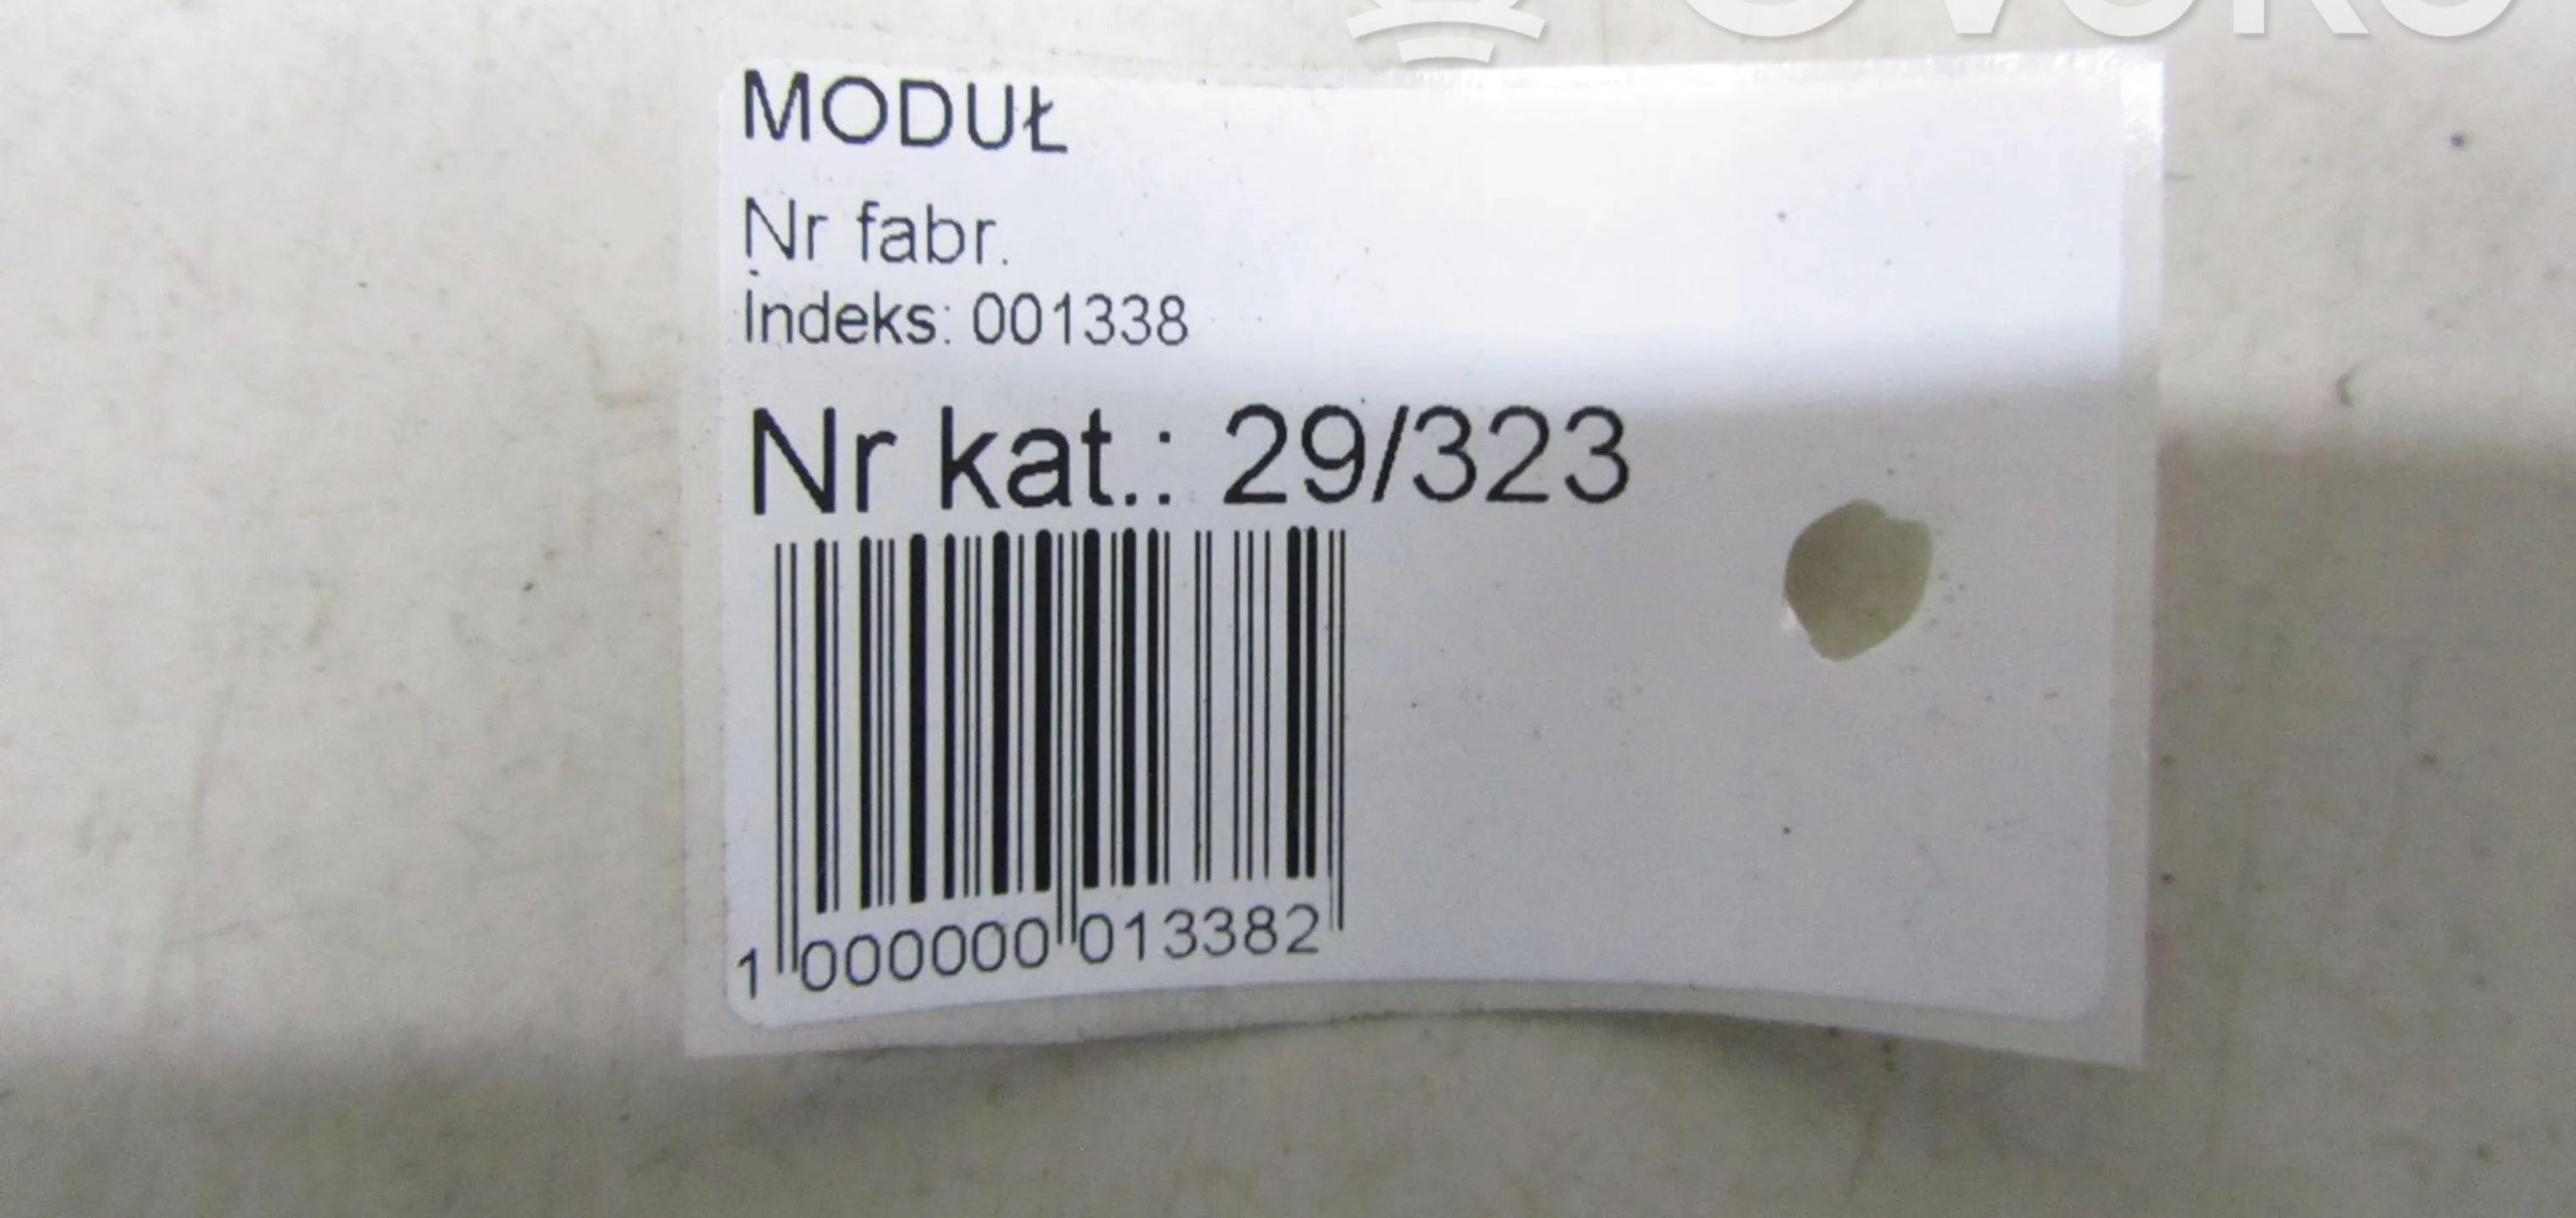 MODUŁ
Nr fabr.
Indeks: 001338
Nr kat.: 29/323
1 000000 013382